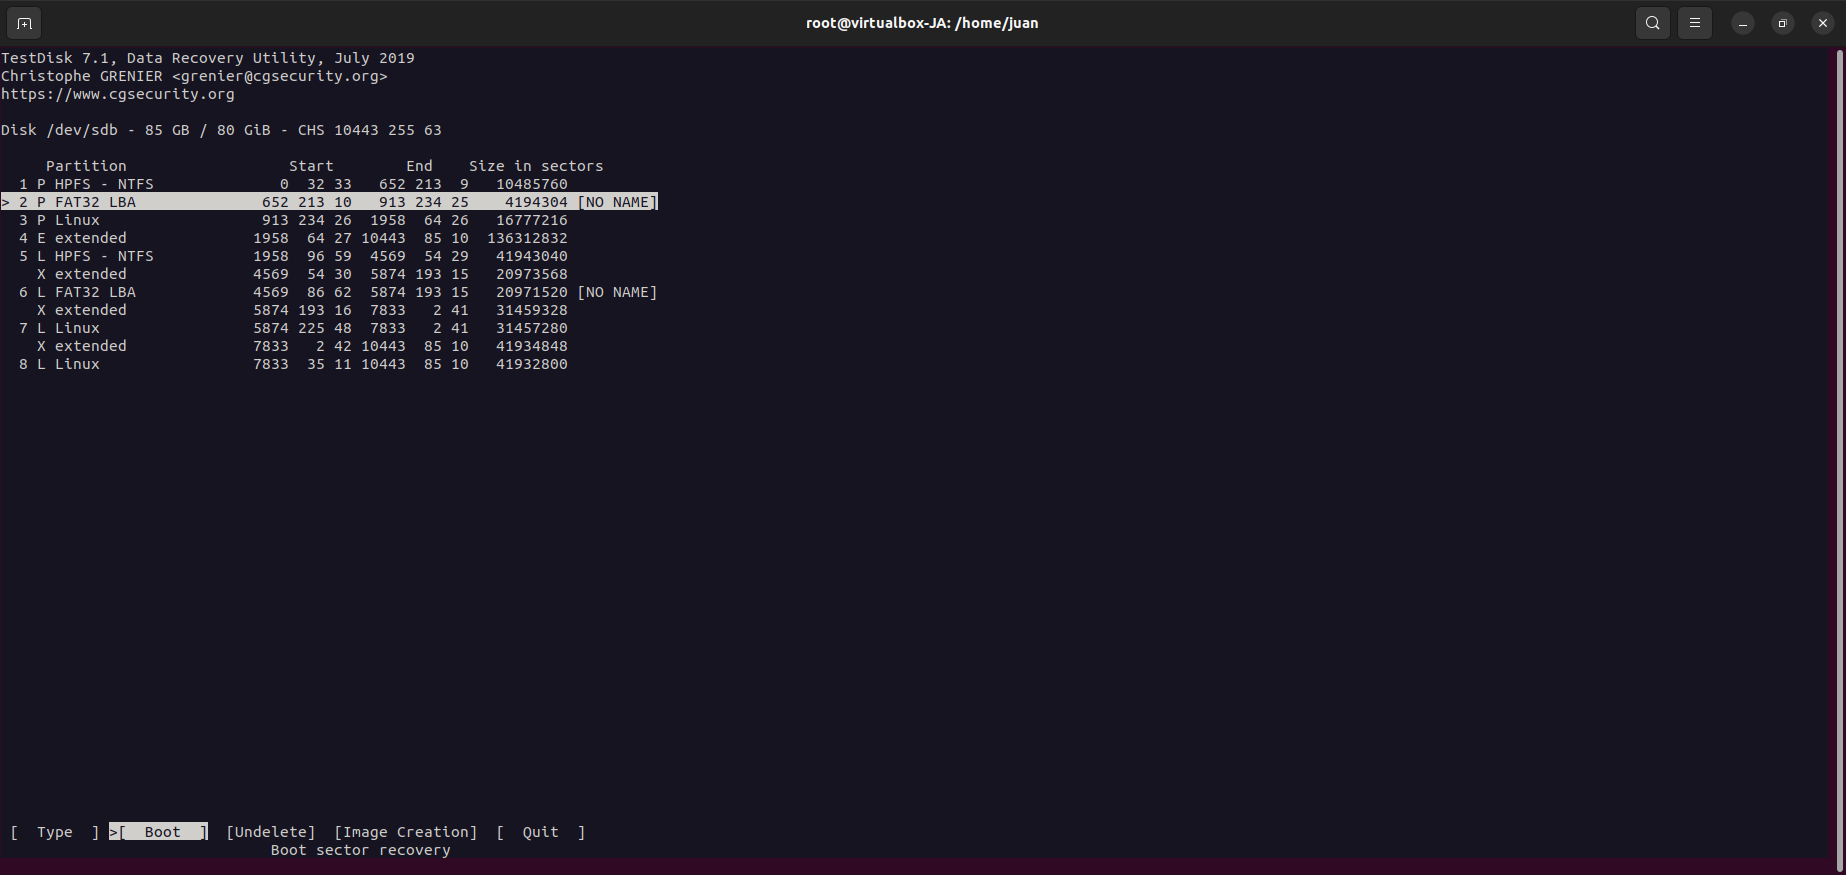 root@virtualbox-JA: /home/juan
TestDisk 7.1, Data Recovery Utility, July 2019
Christophe GRENIER <grenier@cgsecurity.org>
https://www.cgsecurity.org
Disk /dev/sdb - 85 GB / 80 GiB - CHS 10443 255 63
     Partition                  Start        End    Size in sectors
  1 P HPFS - NTFS              0  32 33   652 213  9   10485760
> 2 P FAT32 LBA              652 213 10   913 234 25    4194304 [NO NAME]
  3 P Linux                  913 234 26  1958  64 26   16777216
  4 E extended              1958  64 27 10443  85 10  136312832
  5 L HPFS - NTFS           1958  96 59  4569  54 29   41943040
    X extended              4569  54 30  5874 193 15   20973568
  6 L FAT32 LBA             4569  86 62  5874 193 15   20971520 [NO NAME]
    X extended              5874 193 16  7833   2 41   31459328
  7 L Linux                 5874 225 48  7833   2 41   31457280
    X extended              7833   2 42 10443  85 10   41934848
  8 L Linux                 7833  35 11 10443  85 10   41932800
[  Type  ] >[  Boot  ]  [Undelete]  [Image Creation]  [  Quit  ]
Boot sector recovery